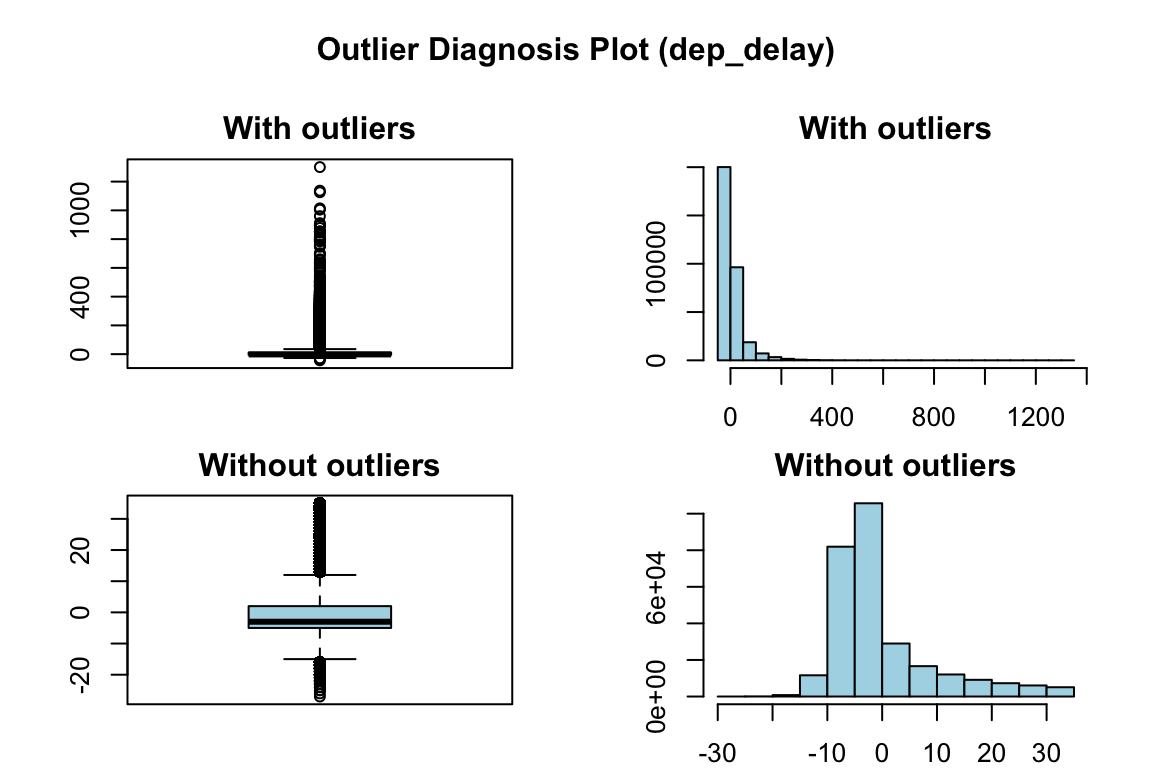 Outlier Diagnosis Plot (dep_delay)
With outliers
0 400 1000
With outliers
0 100000
0 400 800 1200
Without outliers
-20 0 20
Without outliers
0e+00 6e+04
-30 -10 0 10 20 30